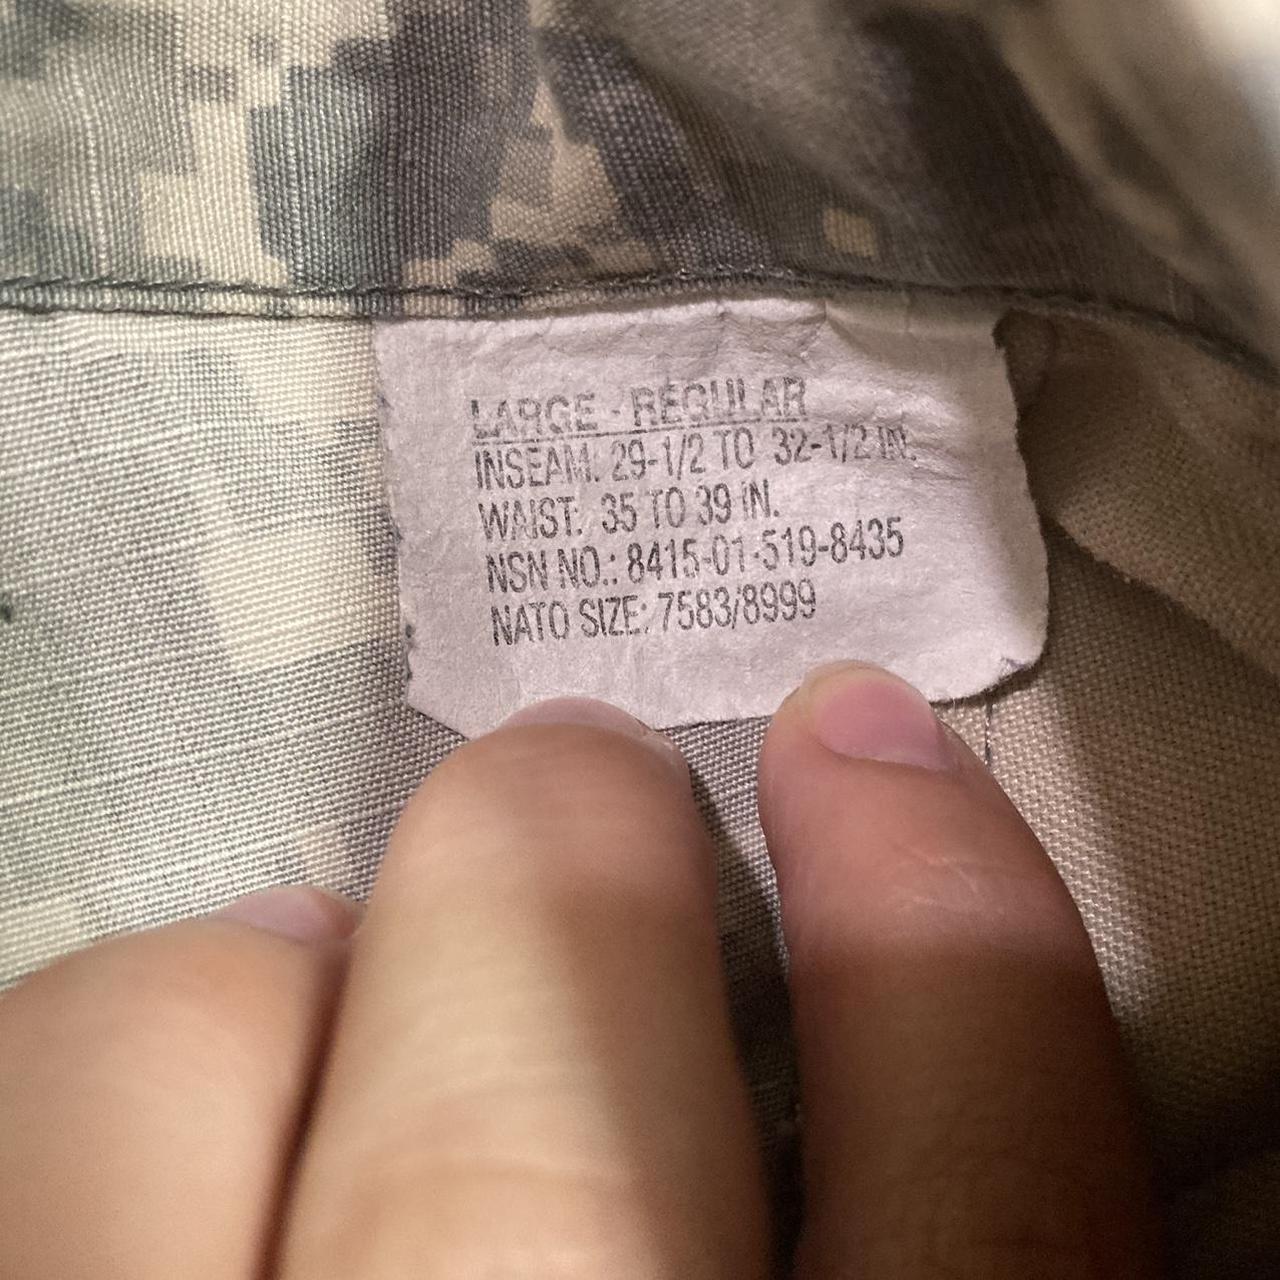 LARGE - REGULAR
INSEAM: 29-1/2 TO 32-1/2 IN.
WAIST: 35 TO 39 IN.
NSN NO.: 8415-01-519-8435
NATO SIZE: 7583/8999